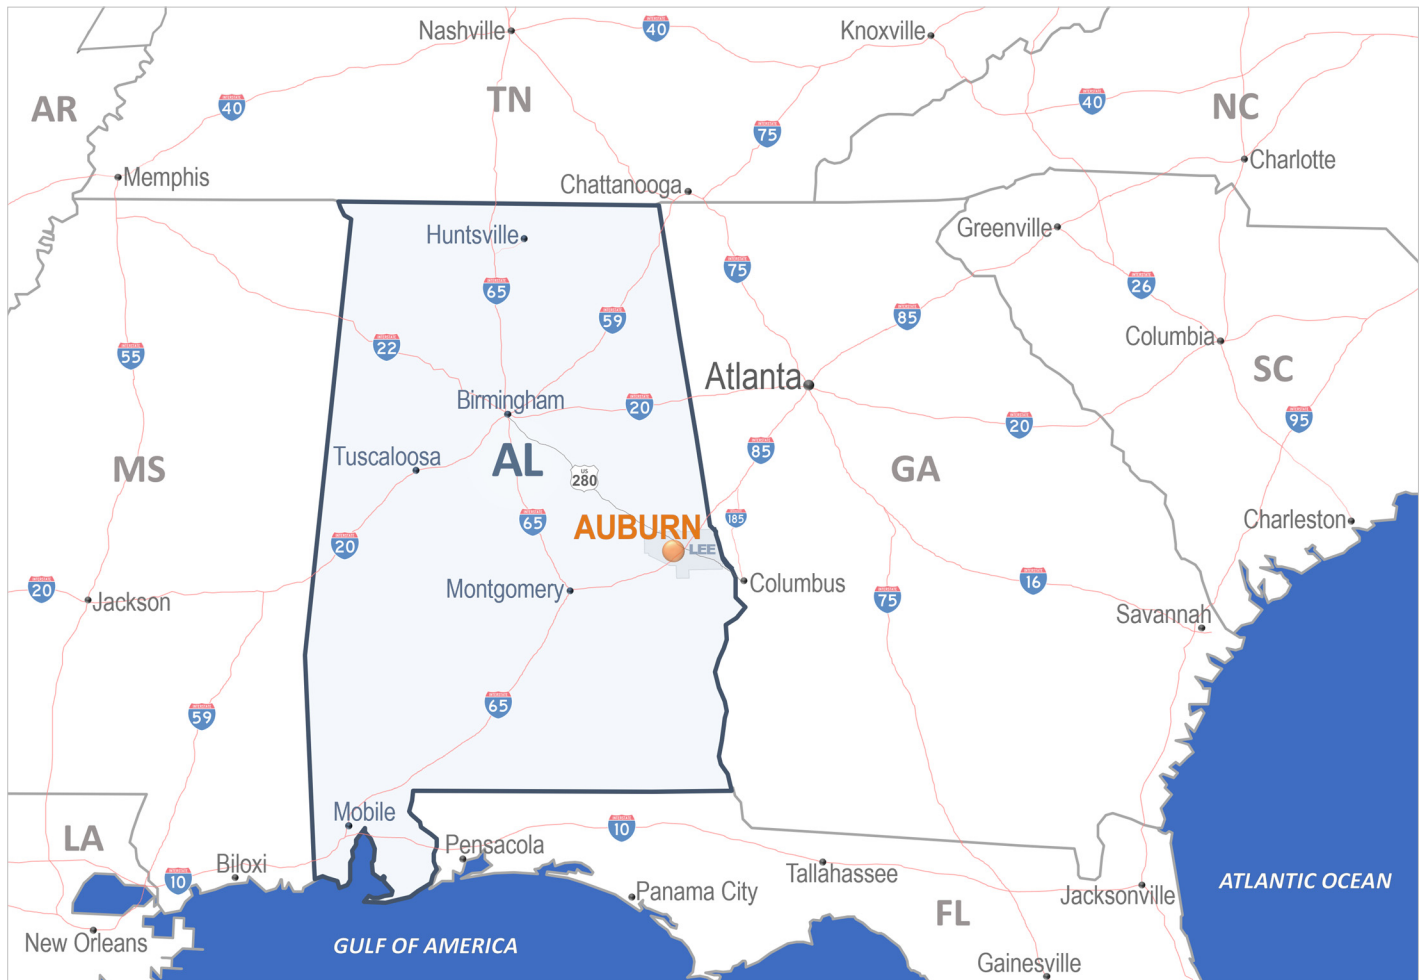 Nashville
40
Knoxville
AR
40
TN
75
40
NC
Charlotte
Memphis
Chattanooga
Huntsville
Greenville
75
65
26
59
85
55
22
Columbia
Atlanta
SC
Birmingham
20
20
95
Tuscaloosa
AL
85
MS
GA
US
280
65
AUBURN
185
Charleston
20
LEE
20
Jackson
Montgomery
Columbus
75
16
Savannah
59
65
Mobile
10
LA
Pensacola
Biloxi
10
Tallahassee
Panama City
Jacksonville
ATLANTIC OCEAN
FL
New Orleans
GULF OF AMERICA
Gainesville